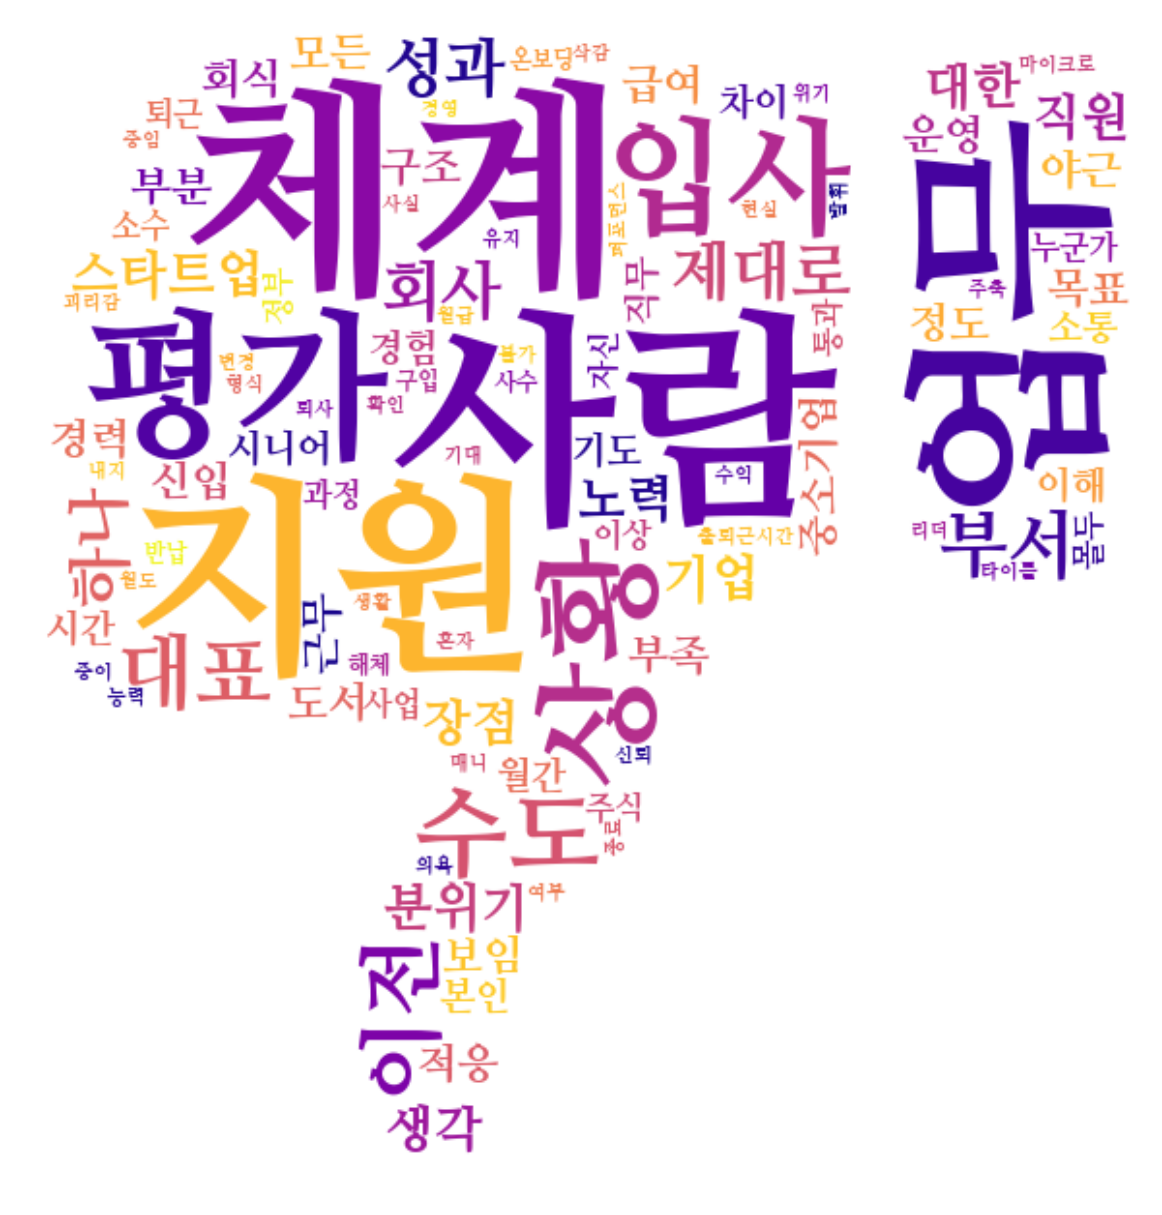 모든
성과
온보딩
삭감
회식
급여
차이
위기
퇴근
경영
중임
체계
구조
입사
부분
사실
현실
발휘
소수
유지
퍼포먼스
스타트업
정부
회사
직무
제대로
괴리감
월급
통과
평가
사람
경험
변경
형식
구입
불가
사수
자신
퇴사
확인
경력
시니어
기대
기도
수익
중소기업
내지
신입
과정
노력
하나
지원
이상
출퇴근시간
반납
월도
생활
상황
기업
시간
근무
혼자
부족
중이
대표
해체
능력
도서
사업
장점
신뢰
매니
월간
수도
주식
종로
의욕
분위기
여부
이전
보임
본인
적응
생각
마이크로
대한
직원
운영
업무
야근
누군가
주축
목표
정도
소통
이해
리더
부서
몰두
타이틀